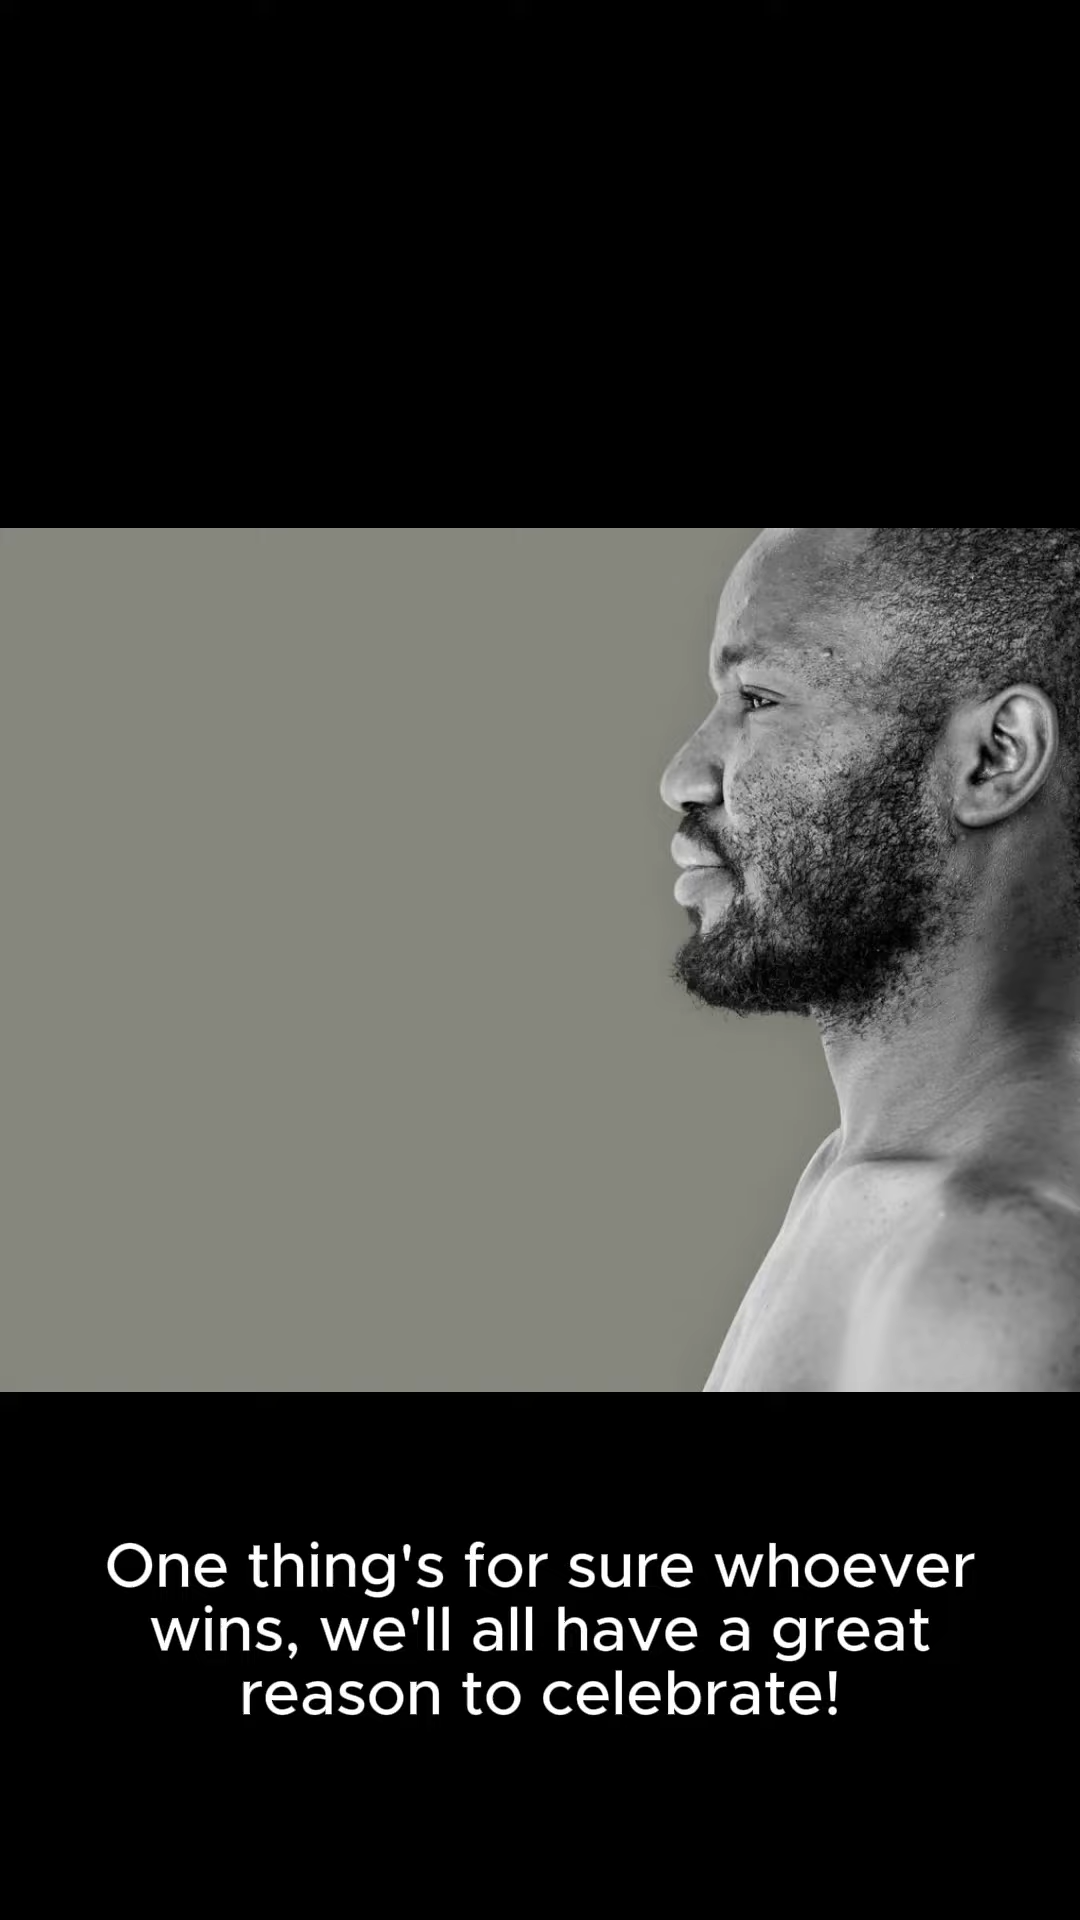 One thing's for sure whoever
wins, we'll all have a great
reason to celebrate!